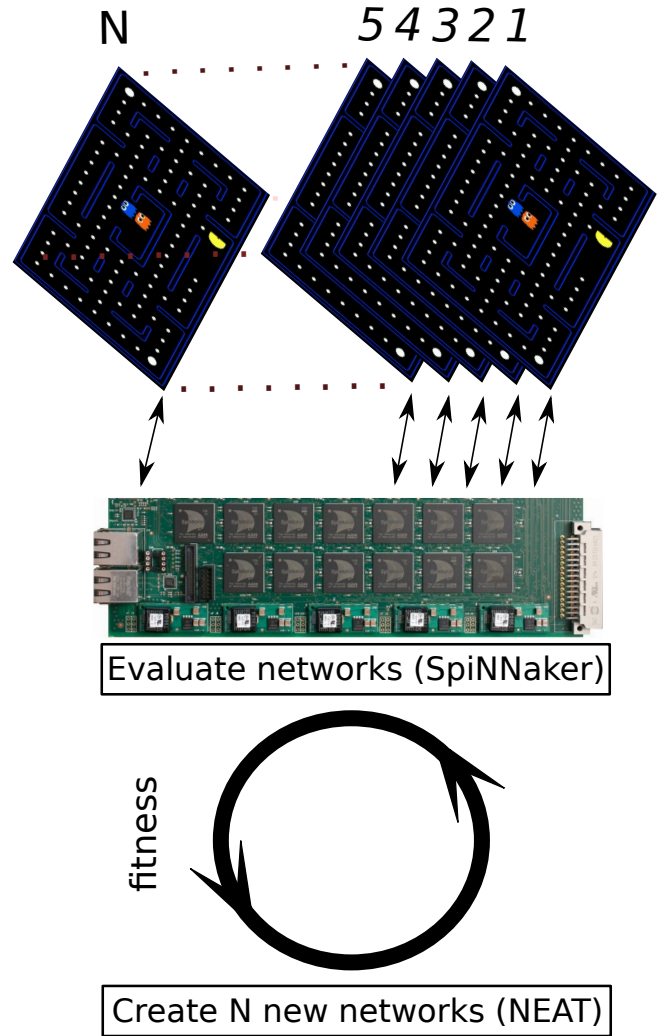 N 5 4 3 2 1
Evaluate networks (SpiNNaker)
fitness
Create N new networks (NEAT)